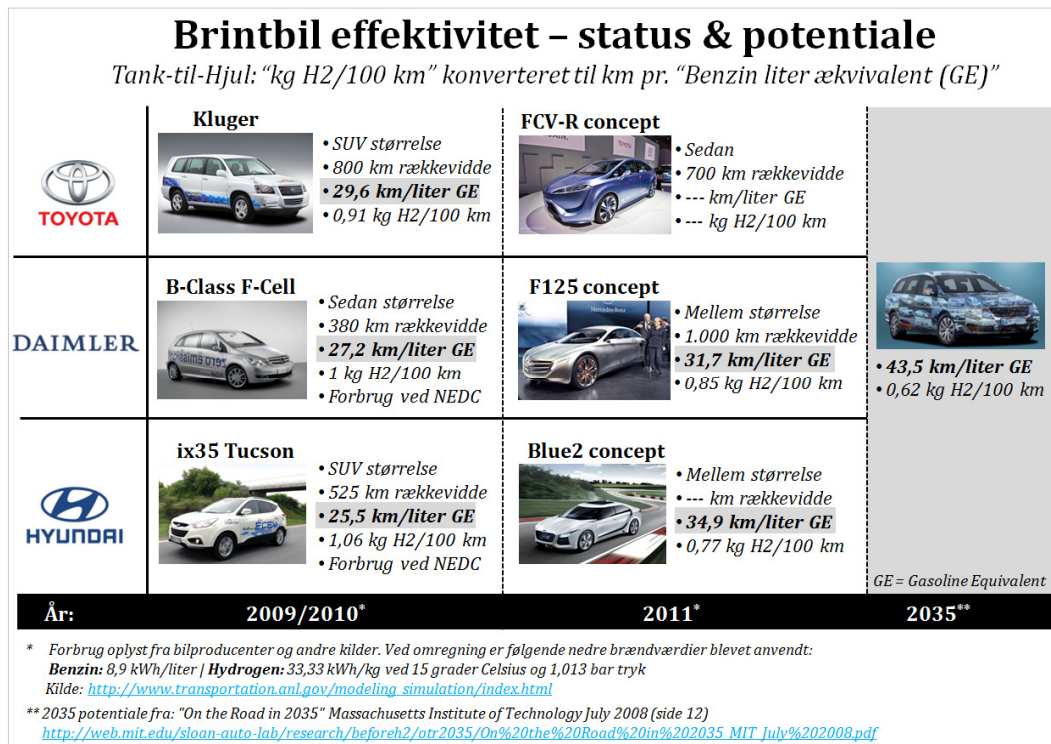 Brintbil effektivitet – status & potentiale
Tank-til-Hjul: “kg H2/100 km” konverteret til km pr. “Benzin liter ækvivalent (GE)”
TOYOTA
Kluger
• SUV størrelse
• 800 km rækkevidde
• 29,6 km/liter GE
• 0,91 kg H2/100 km
FCV-R concept
• Sedan
• 700 km rækkevidde
• --- km/liter GE
• --- kg H2/100 km
DAIMLER
B-Class F-Cell
zero emission
• Sedan størrelse
• 380 km rækkevidde
• 27,2 km/liter GE
• 1 kg H2/100 km
• Forbrug ved NEDC
F125 concept
Mercedes-Benz
• Mellem størrelse
• 1.000 km rækkevidde
• 31,7 km/liter GE
• 0,85 kg H2/100 km
• 43,5 km/liter GE
• 0,62 kg H2/100 km
HYUNDAI
ix35 Tucson
• SUV størrelse
• 525 km rækkevidde
• 25,5 km/liter GE
• 1,06 kg H2/100 km
• Forbrug ved NEDC
Blue2 concept
• Mellem størrelse
• --- km rækkevidde
• 34,9 km/liter GE
• 0,77 kg H2/100 km
GE = Gasoline Equivalent
År: 2009/2010* 2011* 2035**
* Forbrug oplyst fra bilproducenter og andre kilder. Ved omregning er følgende nedre brændværdier blevet anvendt:
Benzin: 8,9 kWh/liter | Hydrogen: 33,33 kWh/kg ved 15 grader Celsius og 1,013 bar tryk
Kilde: http://www.transportation.anl.gov/modeling_simulation/index.html
** 2035 potentiale fra: "On the Road in 2035" Massachusetts Institute of Technology July 2008 (side 12)
http://web.mit.edu/sloan-auto-lab/research/beforeh2/otr2035/On%20the%20Road%20in%202035_MIT_July%202008.pdf